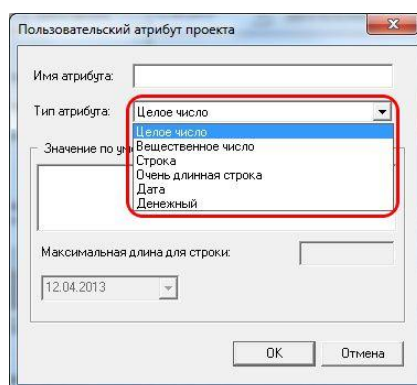 Пользовательский атрибут проекта
Имя атрибута:
Тип атрибута: Целое число
Целое число
Вещественное число
Строка
Очень длинная строка
Дата
Денежный
Значение по ум
Максимальная длина для строки:
12.04.2013
OK Отмена